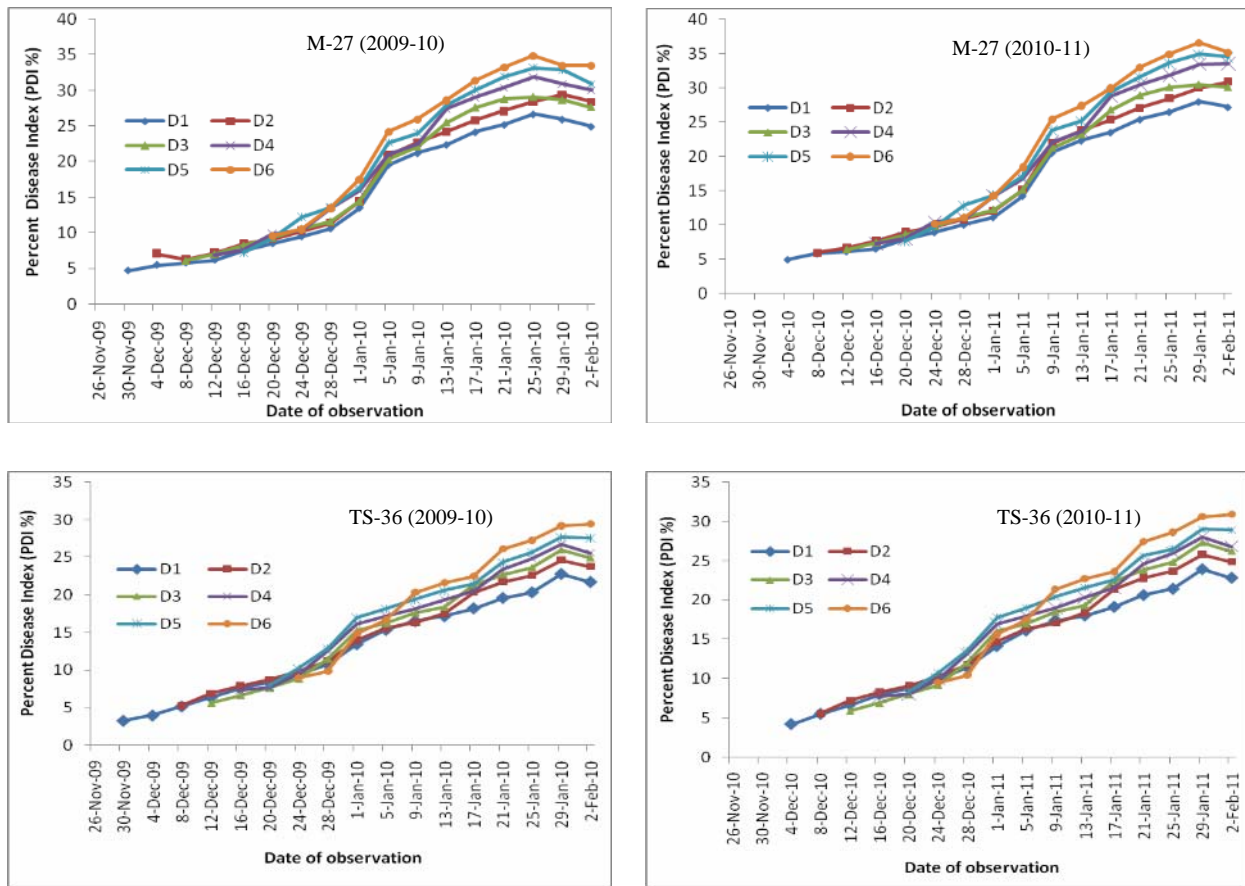 M-27 (2009-10)
Percent Disease Index (PDI %)
40
35
30
25
20
15
10
5
0
D1 D2
D3 D4
D5 D6
26-Nov-09
30-Nov-09
4-Dec-09
8-Dec-09
12-Dec-09
16-Dec-09
20-Dec-09
24-Dec-09
28-Dec-09
1-Jan-10
5-Jan-10
9-Jan-10
13-Jan-10
17-Jan-10
21-Jan-10
25-Jan-10
29-Jan-10
2-Feb-10
Date of observation
M-27 (2010-11)
Percent Disease Index (PDI %)
40
35
30
25
20
15
10
5
0
D1 D2
D3 D4
D5 D6
26-Nov-10
30-Nov-10
4-Dec-10
8-Dec-10
12-Dec-10
16-Dec-10
20-Dec-10
24-Dec-10
28-Dec-10
1-Jan-11
5-Jan-11
9-Jan-11
13-Jan-11
17-Jan-11
21-Jan-11
25-Jan-11
29-Jan-11
2-Feb-11
Date of observation
TS-36 (2009-10)
Percent Disease Index (PDI %)
35
30
25
20
15
10
5
0
D1 D2
D3 D4
D5 D6
26-Nov-09
30-Nov-09
4-Dec-09
8-Dec-09
12-Dec-09
16-Dec-09
20-Dec-09
24-Dec-09
28-Dec-09
1-Jan-10
5-Jan-10
9-Jan-10
13-Jan-10
17-Jan-10
21-Jan-10
25-Jan-10
29-Jan-10
2-Feb-10
Date of observation
TS-36 (2010-11)
Percent Disease Index (PDI %)
35
30
25
20
15
10
5
0
D1 D2
D3 D4
D5 D6
26-Nov-10
30-Nov-10
4-Dec-10
8-Dec-10
12-Dec-10
16-Dec-10
20-Dec-10
24-Dec-10
28-Dec-10
1-Jan-11
5-Jan-11
9-Jan-11
13-Jan-11
17-Jan-11
21-Jan-11
25-Jan-11
29-Jan-11
2-Feb-11
Date of observation